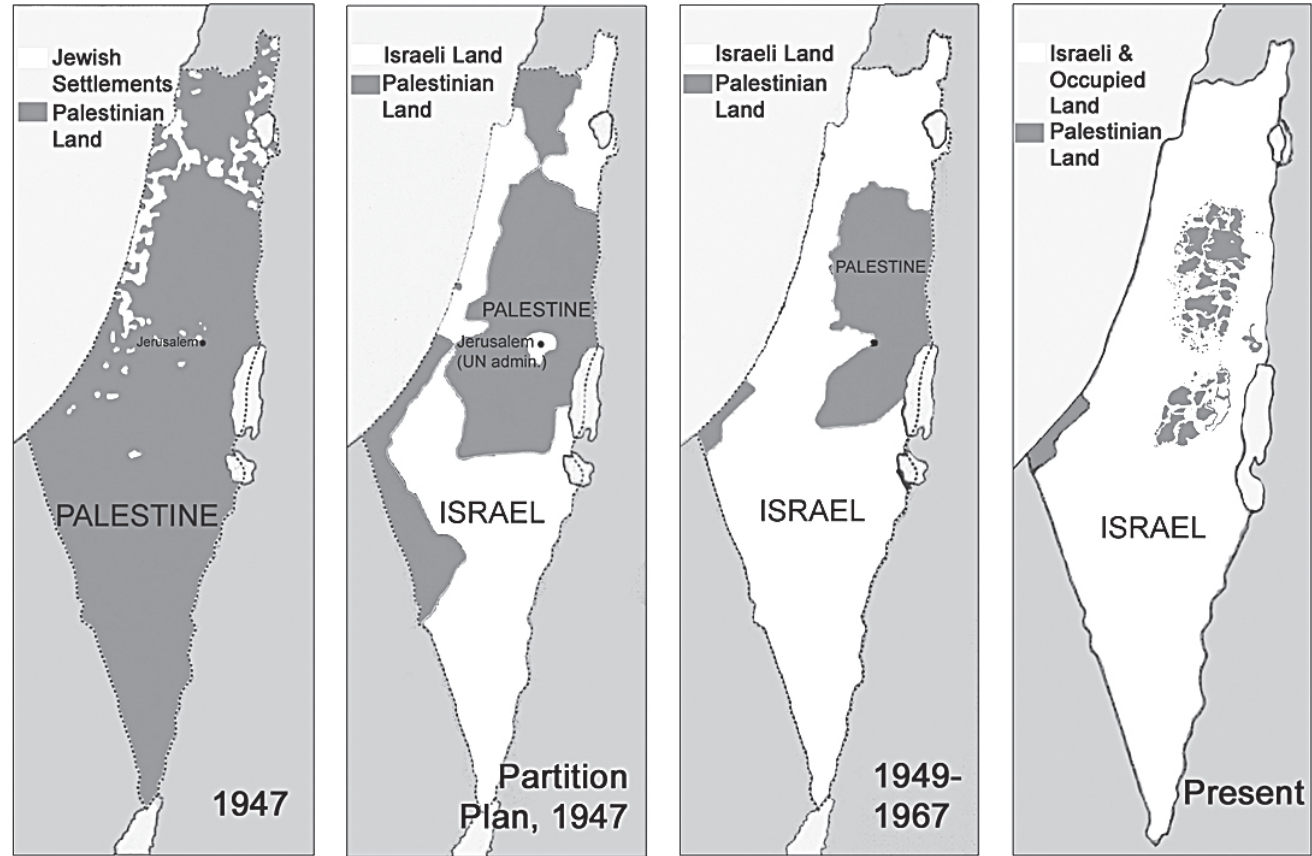 Jewish
Settlements
Palestinian
Land
Jerusalem
PALESTINE
1947
Israeli Land
Palestinian
Land
PALESTINE
Jerusalem
(UN admin.)
ISRAEL
Partition
Plan, 1947
Israeli Land
Palestinian
Land
PALESTINE
ISRAEL
1949-
1967
Israeli &
Occupied
Land
Palestinian
Land
ISRAEL
Present